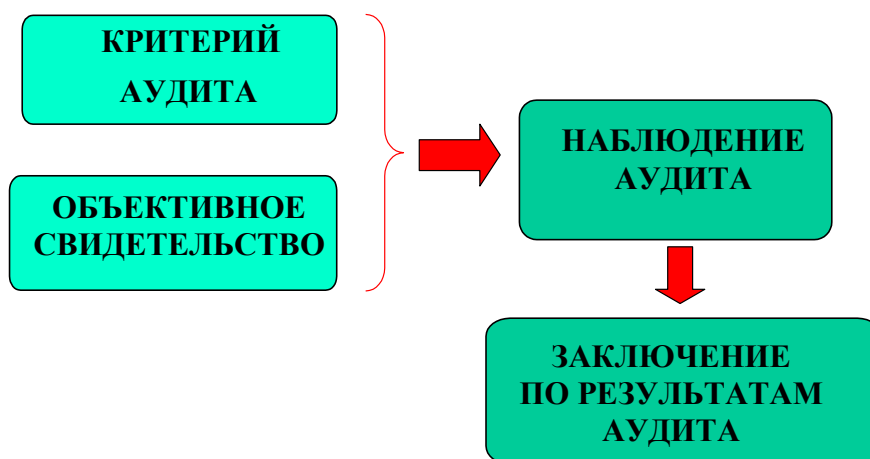 КРИТЕРИЙ
АУДИТА
ОБЪЕКТИВНОЕ
СВИДЕТЕЛЬСТВО
НАБЛЮДЕНИЕ
АУДИТА
ЗАКЛЮЧЕНИЕ
ПО РЕЗУЛЬТАТАМ
АУДИТА